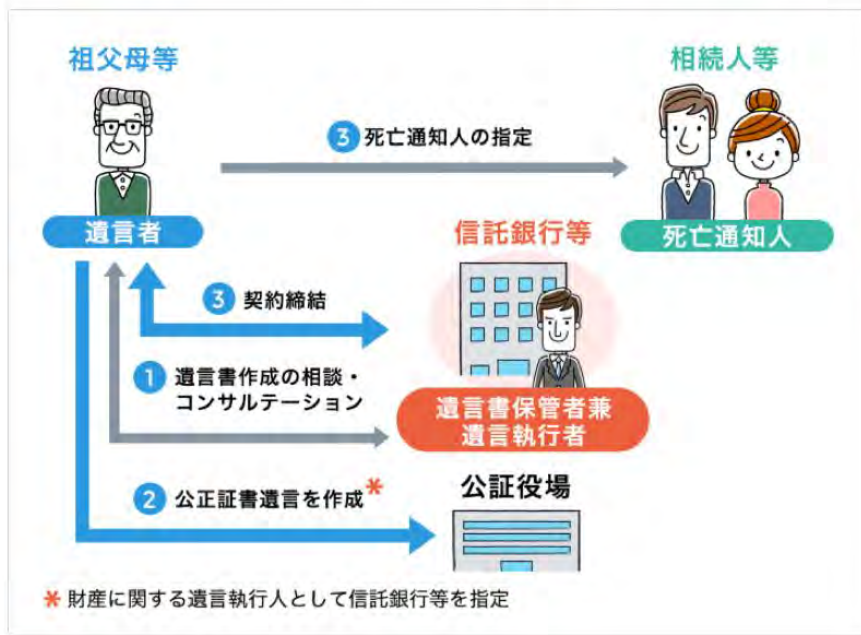 祖父母等
相続人等
3 死亡通知人の指定
遺言者
信託銀行等
死亡通知人
3 契約締結
1 遺言書作成の相談・
コンサルテーション
遺言書保管者兼
遺言執行者
2 公正証書遺言を作成*
公証役場
* 財産に関する遺言執行人として信託銀行等を指定